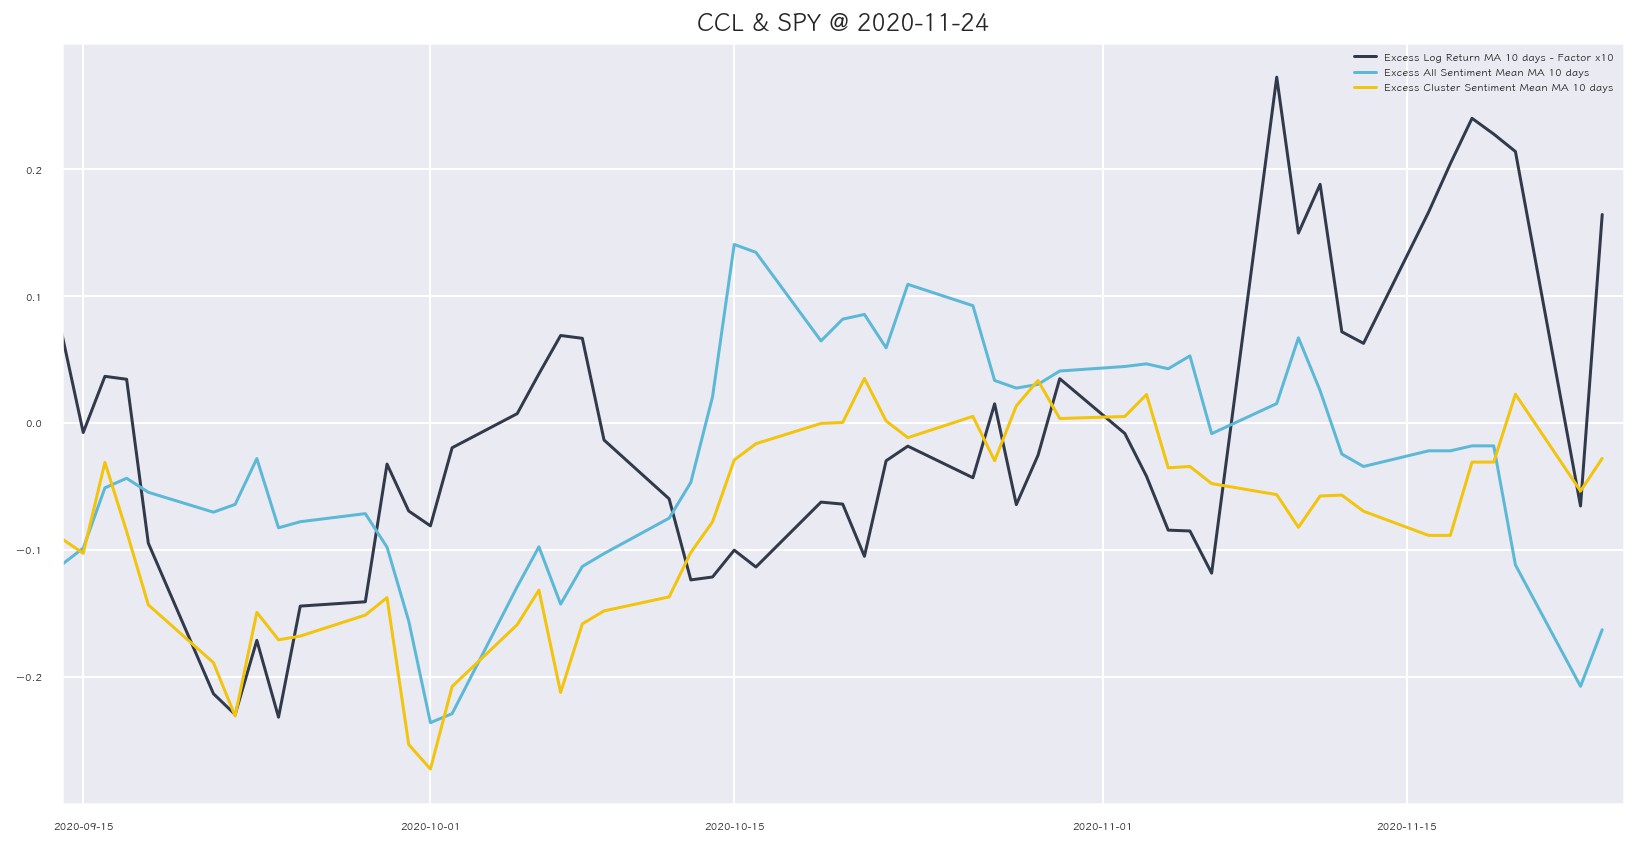 CCL & SPY @ 2020-11-24
Excess Log Return MA 10 days - Factor x10
Excess All Sentiment Mean MA 10 days
Excess Cluster Sentiment Mean MA 10 days
0.2
0.1
0.0
−0.1
−0.2
2020-09-15 2020-10-01 2020-10-15 2020-11-01 2020-11-15